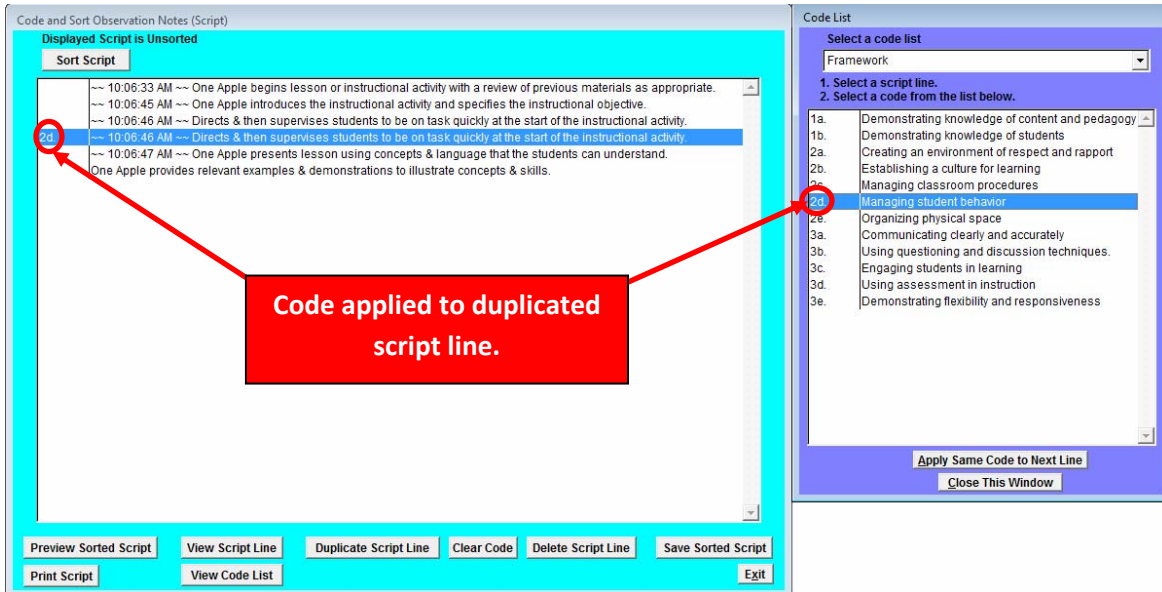 Code and Sort Observation Notes (Script)
Displayed Script is Unsorted
Sort Script
~~ 10:06:33 AM ~~ One Apple begins lesson or instructional activity with a review of previous materials as appropriate.
~~ 10:06:45 AM ~~ One Apple introduces the instructional activity and specifies the instructional objective.
~~ 10:06:46 AM ~~ Directs & then supervises students to be on task quickly at the start of the instructional activity.
2d. ~~ 10:06:46 AM ~~ Directs & then supervises students to be on task quickly at the start of the instructional activity.
~~ 10:06:47 AM ~~ One Apple presents lesson using concepts & language that the students can understand.
One Apple provides relevant examples & demonstrations to illustrate concepts & skills.
Code applied to duplicated
script line.
Preview Sorted Script View Script Line Duplicate Script Line Clear Code Delete Script Line Save Sorted Script
Print Script View Code List Exit
Code List
Select a code list
Framework
1. Select a script line.
2. Select a code from the list below.
1a. Demonstrating knowledge of content and pedagogy
1b. Demonstrating knowledge of students
2a. Creating an environment of respect and rapport
2b. Establishing a culture for learning
2c. Managing classroom procedures
2d. Managing student behavior
2e. Organizing physical space
3a. Communicating clearly and accurately
3b. Using questioning and discussion techniques.
3c. Engaging students in learning
3d. Using assessment in instruction
3e. Demonstrating flexibility and responsiveness
Apply Same Code to Next Line
Close This Window